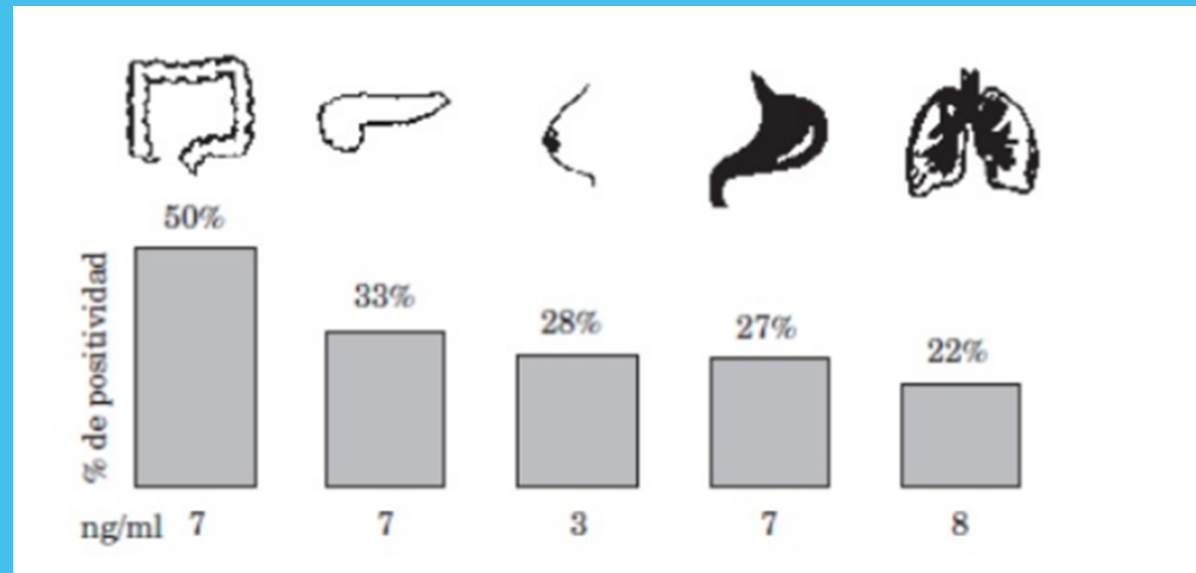 50%
33%
28%
27%
22%
% de positividad
ng/ml 7 7 3 7 8